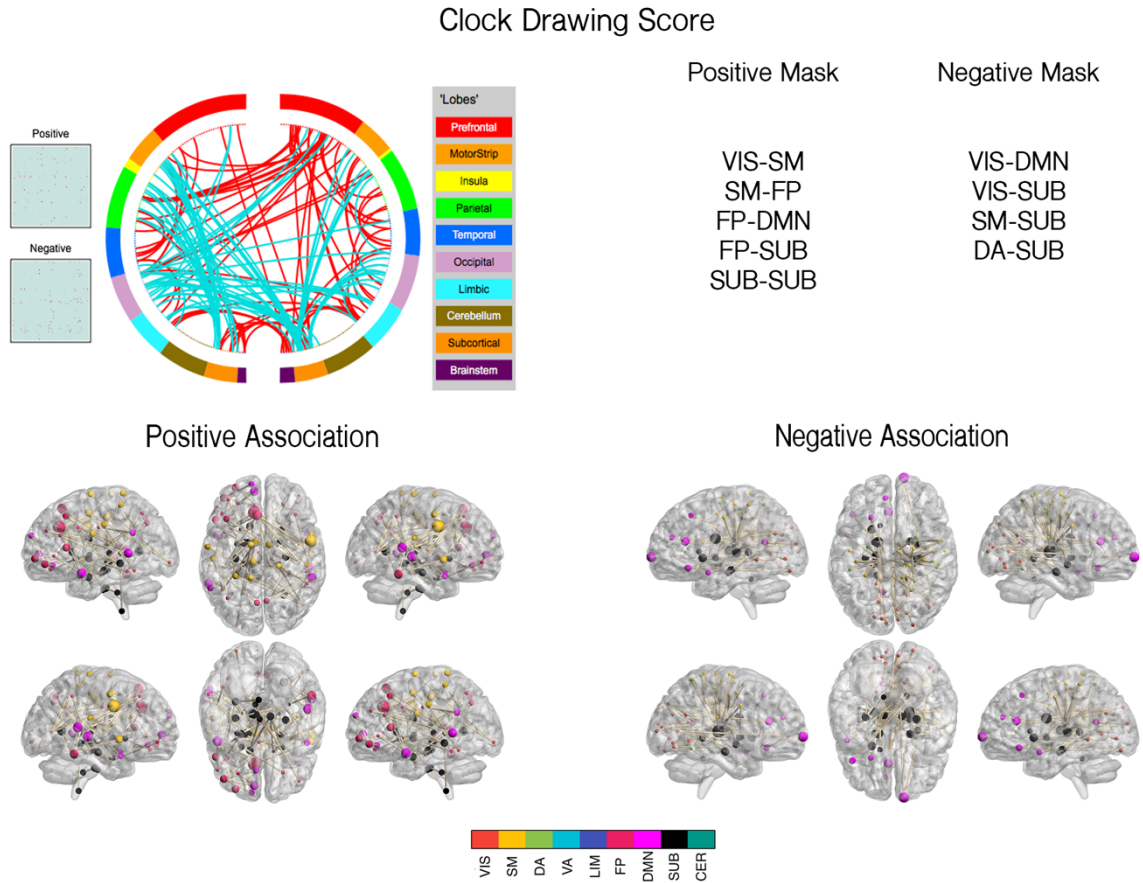 Clock Drawing Score
Positive Mask
Negative Mask
Positive
Negative
'Lobes'
Prefrontal
MotorStrip
Insula
Parietal
Temporal
Occipital
Limbic
Cerebellum
Subcortical
Brainstem
VIS-SM
SM-FP
FP-DMN
FP-SUB
SUB-SUB
VIS-DMN
VIS-SUB
SM-SUB
DA-SUB
Positive Association
Negative Association
VIS
SM
DA
VA
LIM
FP
DMN
SUB
CER